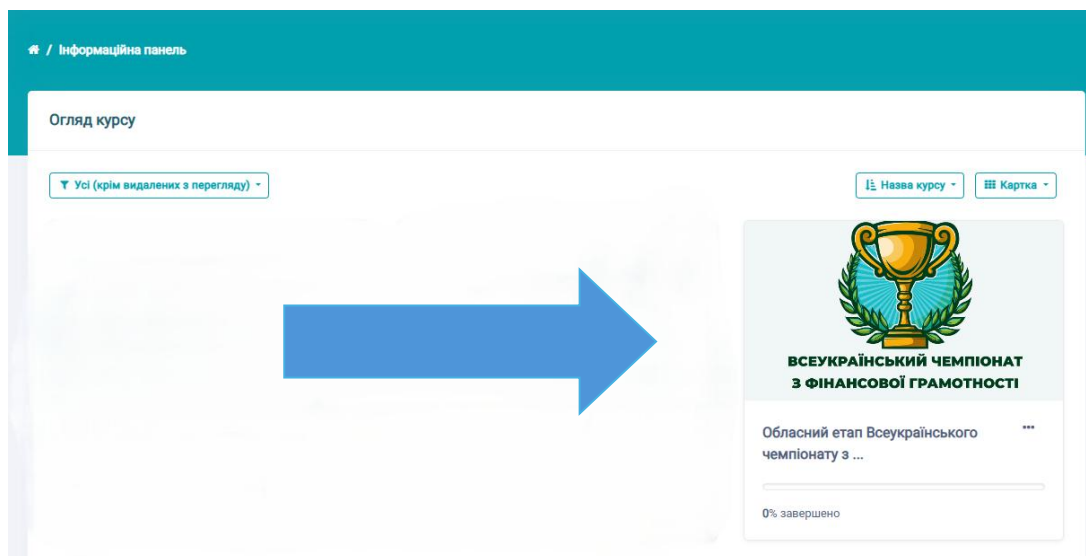 / Інформаційна панель
Огляд курсу
Усі (крім видалених з перегляду)
Назва курсу
Картка
ВСЕУКРАЇНСЬКИЙ ЧЕМПІОНАТ
З ФІНАНСОВОЇ ГРАМОТНОСТІ
Обласний етап Всеукраїнського
чемпіонату з ...
0% завершено